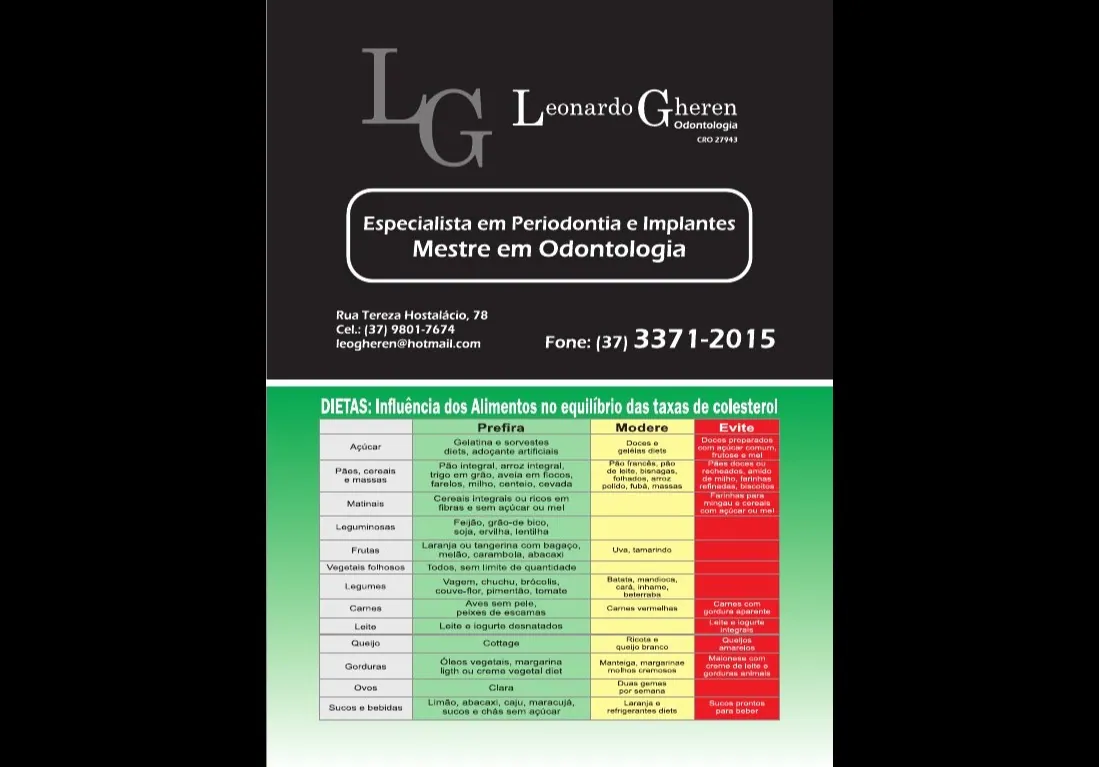 LG
Leonardo Gheren
Odontologia
CRO 27943
Especialista em Periodontia e Implantes
Mestre em Odontologia
Rua Tereza Hostalácio, 78
Cel.: (37) 9801-7674
leogheren@hotmail.com
Fone: (37) 3371-2015
DIETAS: Influência dos Alimentos no equilíbrio das taxas de colesterol
Prefira Modere Evite
Açúcar
Gelatina e sorvestes
diets, adoçante artificiais
Doces e
geléias diets
Doces preparados
com açúcar comum,
frutose e mel
Pães, cereais
e massas
Pão integral, arroz integral,
trigo em grão, aveia em flocos,
farelos, milho, centeio, cevada
Pão francês, pão
de leite, bisnagas,
folhados, arroz
polido, fubá, massas
Pães doces ou
recheados, amido
de milho, farinhas
refinadas, biscoitos
Matinais
Cereais integrais ou ricos em
fibras e sem açúcar ou mel
Farinhas para
mingau e cereais
com açúcar ou mel
Leguminosas
Feijão, grão-de bico,
soja, ervilha, lentilha
Frutas
Laranja ou tangerina com bagaço,
melão, carambola, abacaxi
Uva, tamarindo
Vegetais folhosos
Todos, sem limite de quantidade
Legumes
Vagem, chuchu, brócolis,
couve-flor, pimentão, tomate
Batata, mandioca,
cará, inhame,
beterraba
Carnes
Aves sem pele,
peixes de escamas
Carnes vermelhas
Carnes com
gordura aparente
Leite
Leite e iogurte desnatados
Leite e iogurte
integrais
Queijo
Cottage
Ricota e
queijo branco
Queijos
amarelos
Gorduras
Óleos vegetais, margarina
ligth ou creme vegetal diet
Manteiga, margarinae
molhos cremosos
Maionese com
creme de leite e
gorduras animais
Ovos
Clara
Duas gemas
por semana
Sucos e bebidas
Limão, abacaxi, caju, maracujá,
sucos e chás sem açúcar
Laranja e
refrigerantes diets
Sucos prontos
para beber